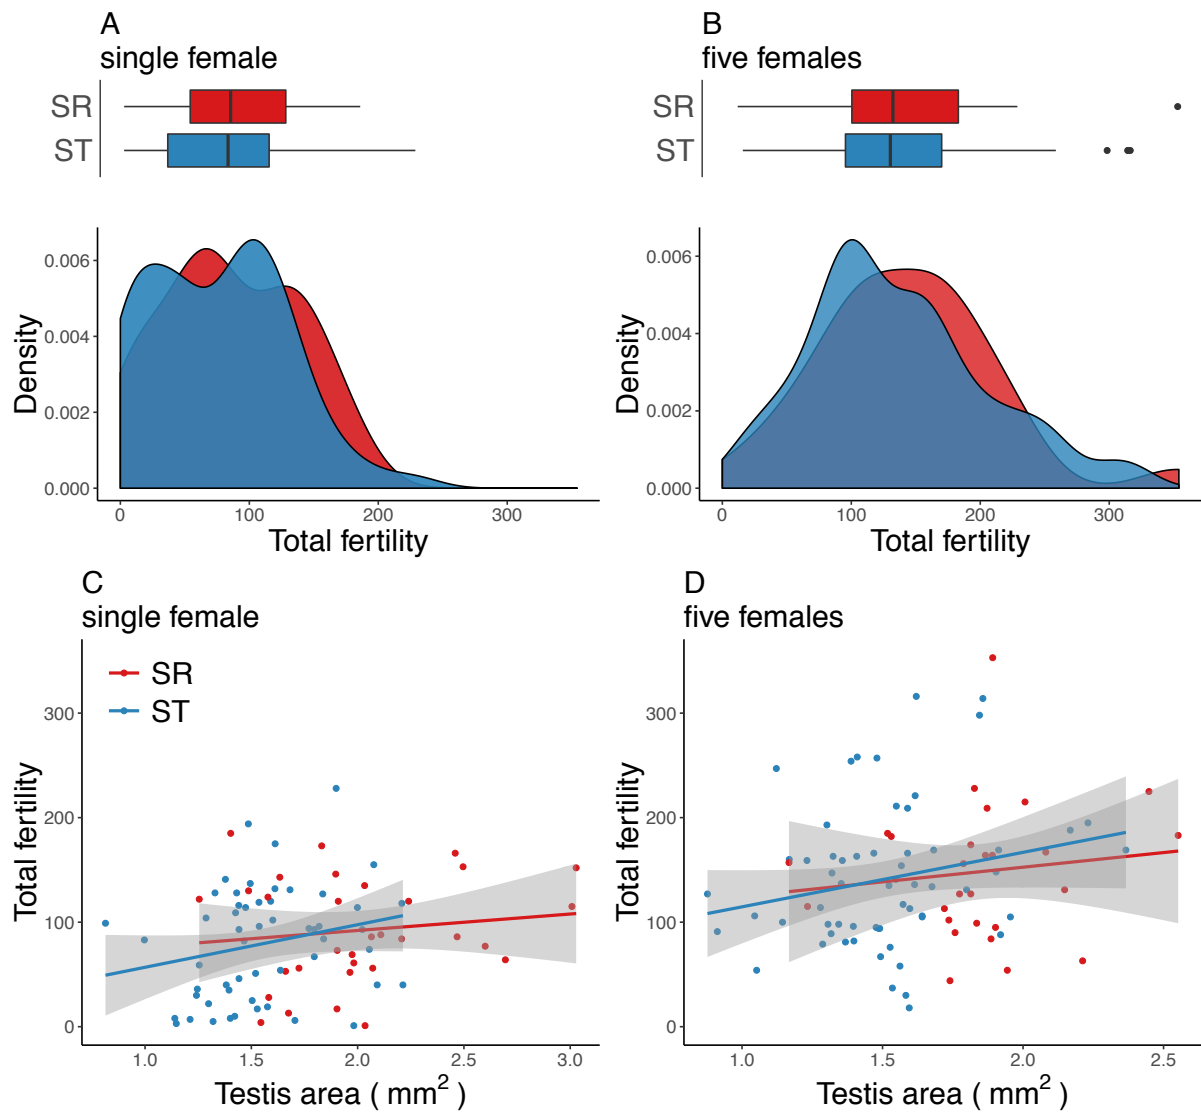 A
single female
SR
ST
B
five females
SR
ST
Density
0.006
0.004
0.002
0.000
0
100
200
300
Total fertility
Density
0.006
0.004
0.002
0.000
0
100
200
300
Total fertility
C
single female
SR
ST
Total fertility
300
200
100
0
1.0
1.5
2.0
2.5
3.0
Testis area ( mm² )
D
five females
Total fertility
300
200
100
0
1.0
1.5
2.0
2.5
Testis area ( mm² )